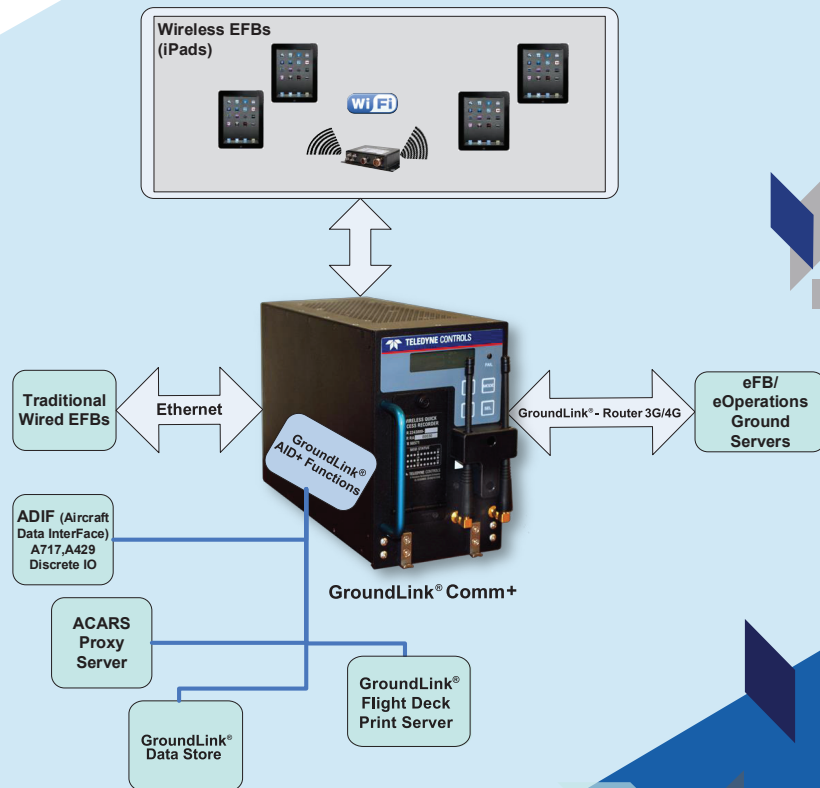 Wireless EFBs
(iPads)
Wi Fi
TELEDYNE CONTROLS
FAIL
Traditional
Wired EFBs
Ethernet
GroundLink® - Router 3G/4G
eFB/
eOperations
Ground
Servers
GroundLink®
AID+ Functions
ADIF (Aircraft
Data InterFace)
A717,A429
Discrete IO
GroundLink® Comm+
ACARS
Proxy
Server
GroundLink®
Flight Deck
Print Server
GroundLink®
Data Store